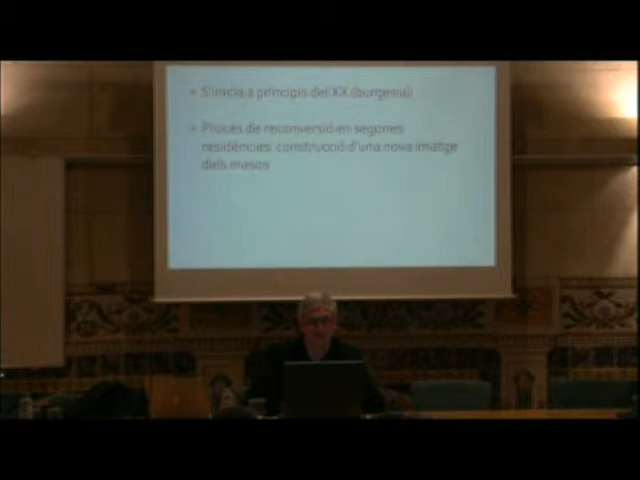 S'inicia a principis del XX (burgesia)
Procés de reconversió en segones
residències: construcció d'una nova imatge
dels masos